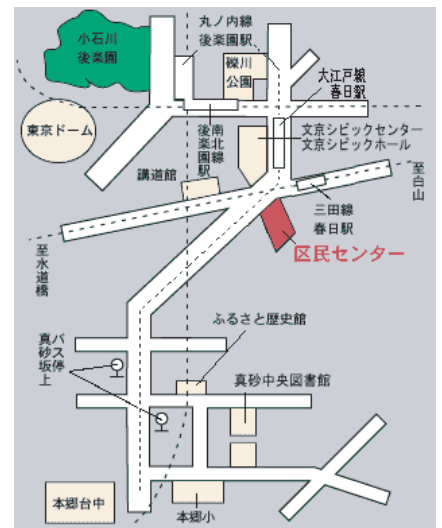 丸ノ内線
後楽園駅
小石川
後楽園
礫川
公園
大江戸線
春日駅
東京ドーム
南北線
後楽園駅
文京シビックセンター
文京シビックホール
講道館
至白山
三田線
春日駅
至水道橋
区民センター
ふるさと歴史館
バス停
真砂坂上
真砂中央図書館
本郷台中
本郷小